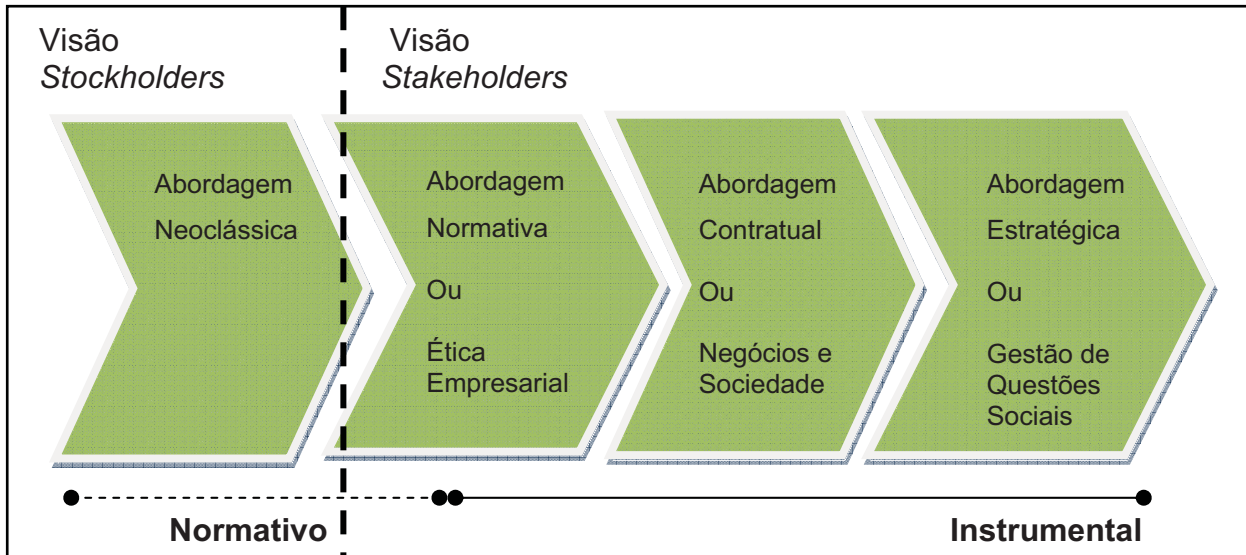 Visão
Stockholders
Visão
Stakeholders
Abordagem
Neoclássica
Abordagem
Normativa
Ou
Ética
Empresarial
Abordagem
Contratual
Ou
Negócios e
Sociedade
Abordagem
Estratégica
Ou
Gestão de
Questões
Sociais
Normativo
Instrumental